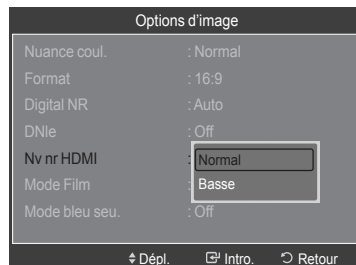 Options d'image
Nuance coul. : Normal
Format : 16:9
Digital NR : Auto
DNIe : Off
Nv nr HDMI : Normal
Mode Film : Basse
Mode bleu seu. : Off
Dépl. Intro. Retour